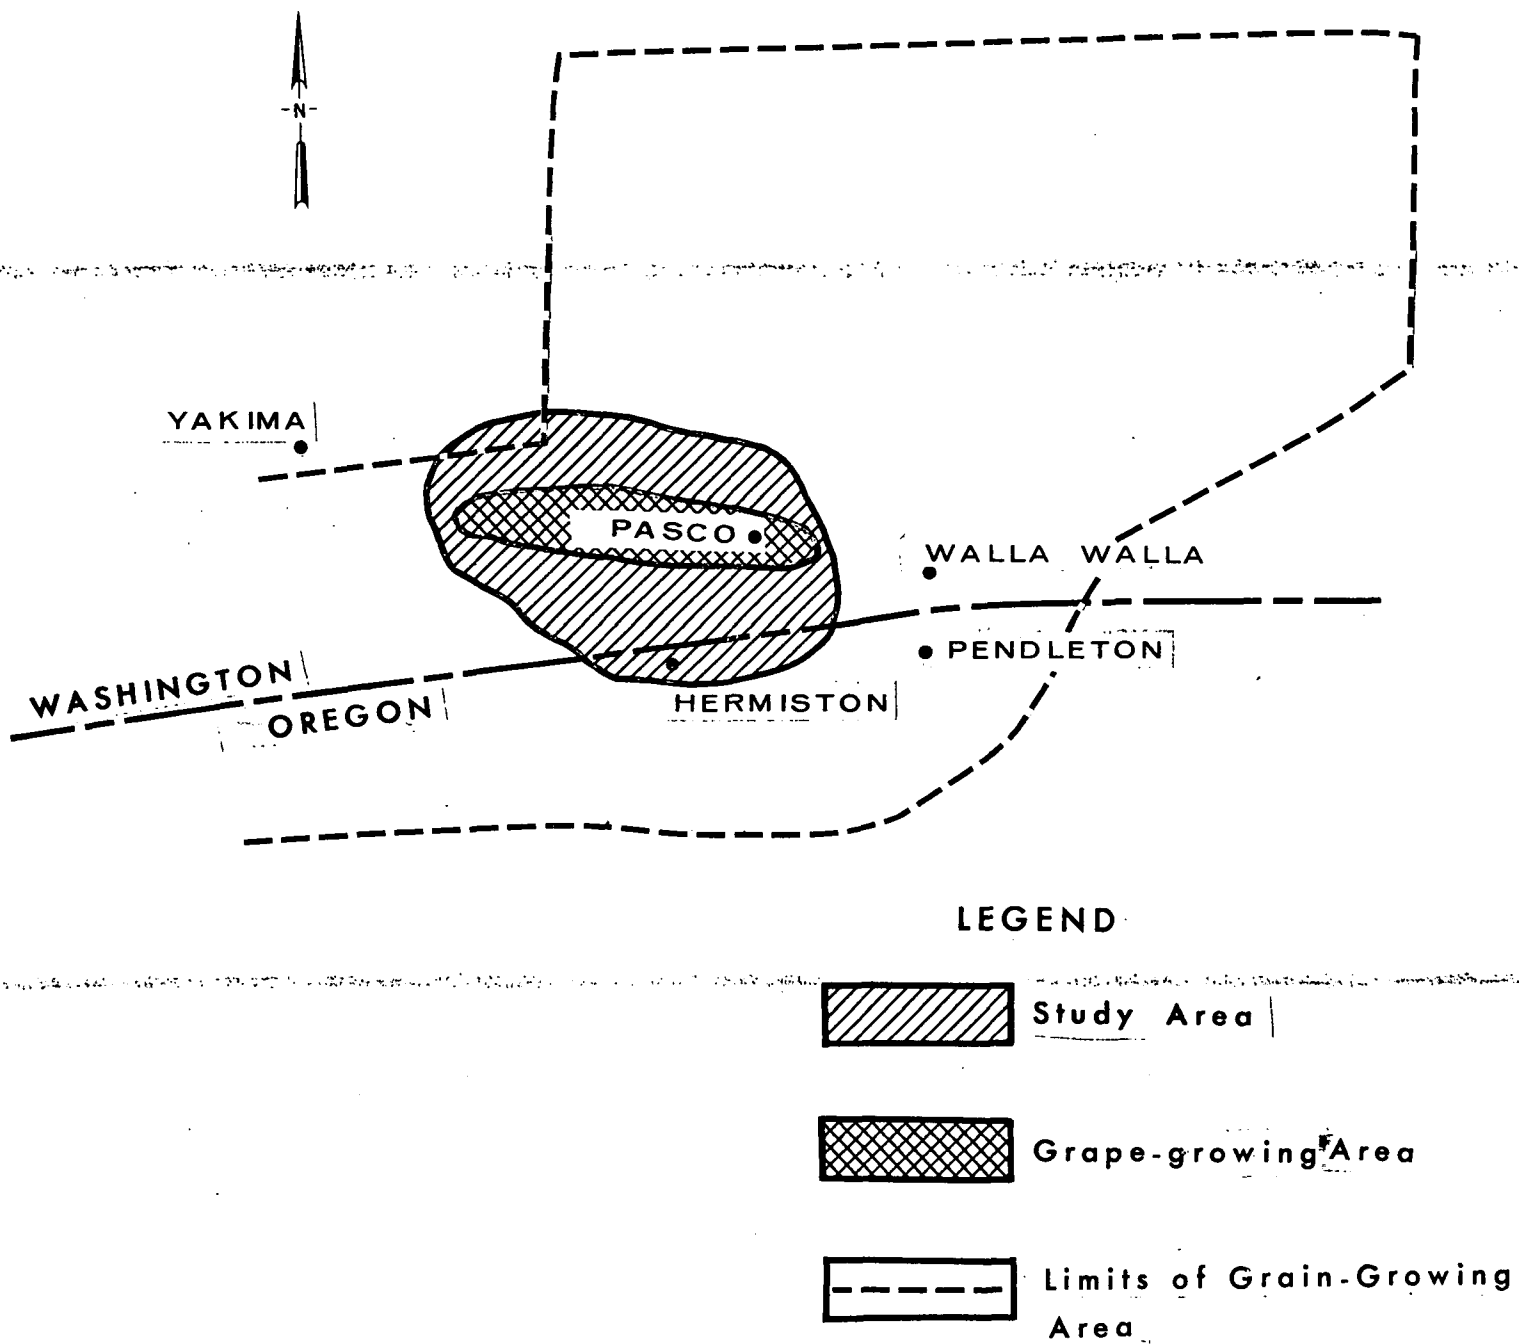 N
YAKIMA
PASCO
WALLA WALLA
PENDLETON
WASHINGTON
OREGON
HERMISTON
LEGEND
Study Area
Grape-growing Area
Limits of Grain-Growing
Area